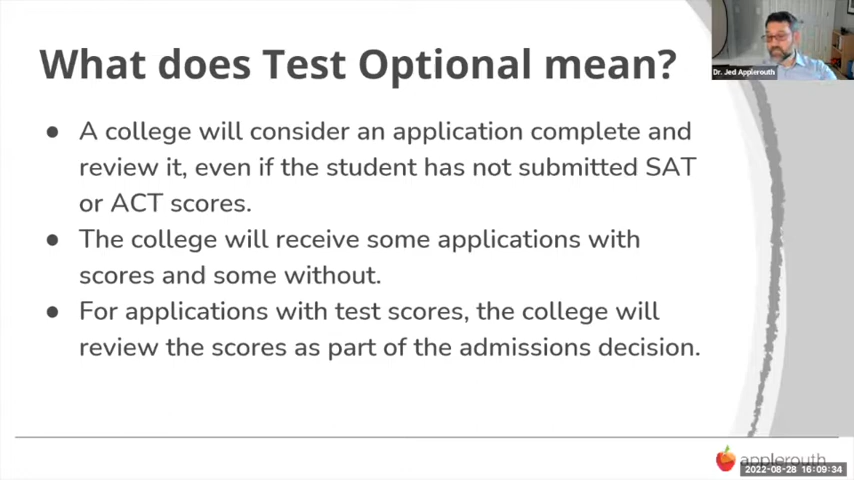 What does Test Optional mean?
Dr. Jed Applerouth
● A college will consider an application complete and
review it, even if the student has not submitted SAT
or ACT scores.
● The college will receive some applications with
scores and some without.
● For applications with test scores, the college will
review the scores as part of the admissions decision.
applerouth
2022-08-28 16:09:34